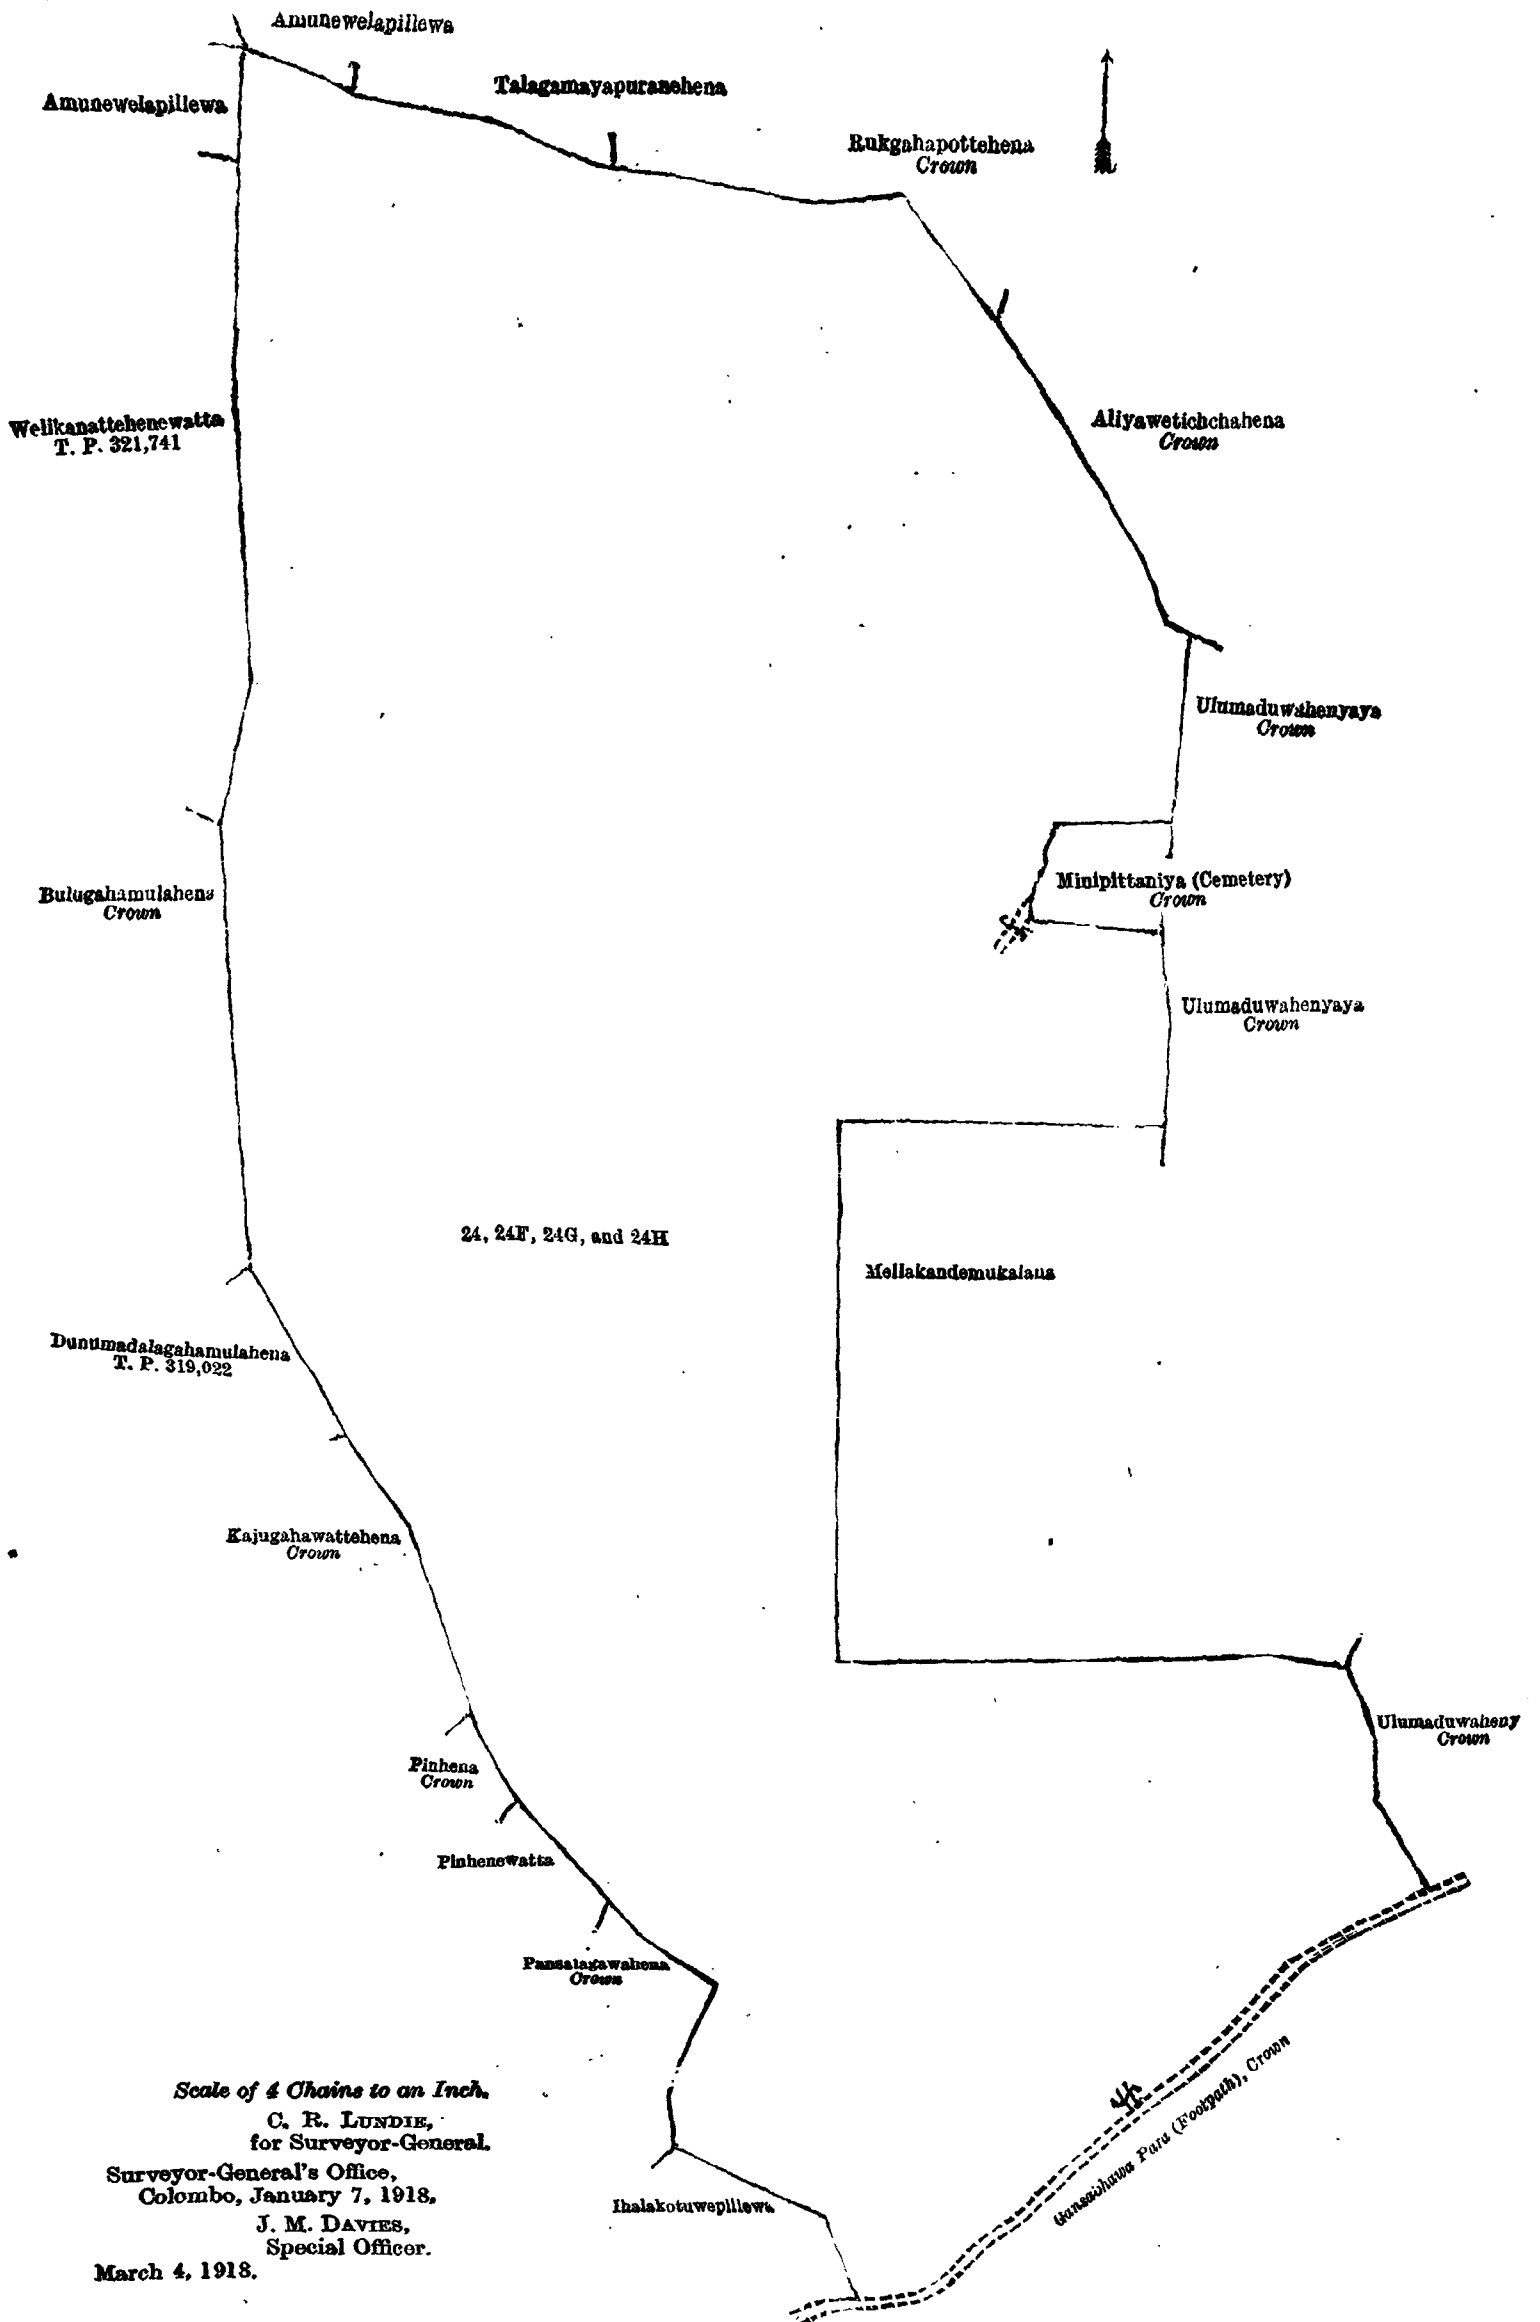 Amunewelapillewa
Amunewelapillewa
Talagamayapuranehena
Rukgahapottehena
Crown
Welikanattehenewatta
T. P. 321,741
Aliyawetichchahena
Crown
Ulumaduwahenyaya
Crown
Bulugahamulahena
Crown
Minipittaniya (Cemetery)
Crown
Ulumaduwahenyaya
Crown
24, 24F, 24G, and 24H
Mellakandemukalana
Dunumadalagahamulahena
T. P. 319,022
Kajugahawattehena
Crown
Ulumaduwaheny
Crown
Pinhena
Crown
Pinhenewatta
Pansalagawahena
Crown
Gansabhawa Para (Footpath), Crown
Ihalakotuwepillewa
Scale of 4 Chains to an Inch.
C. R. LUNDIE,
for Surveyor-General.
Surveyor-General's Office,
Colombo, January 7, 1918.
J. M. DAVIES,
Special Officer.
March 4, 1918.